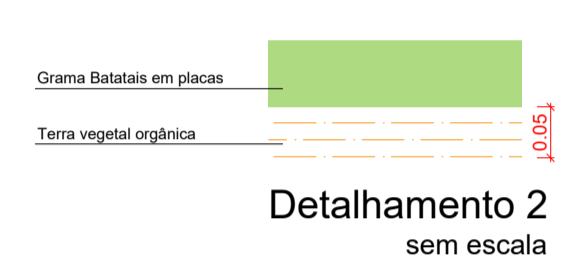 Grama Batatais em placas
Terra vegetal orgânica
0.05
Detalhamento 2
sem escala